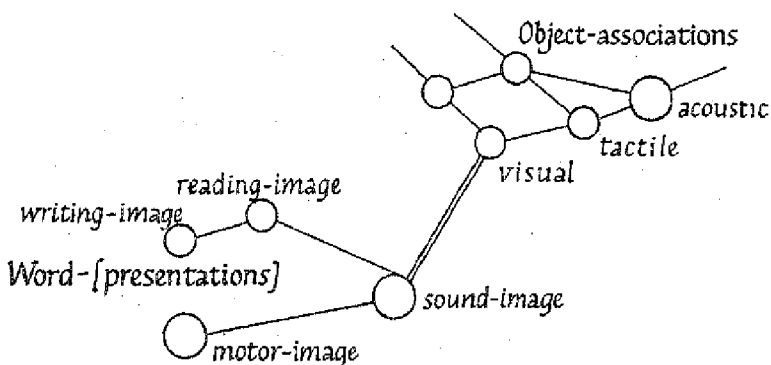 Object-associations
acoustic
tactile
visual
reading-image
writing-image
Word-[presentations]
sound-image
motor-image